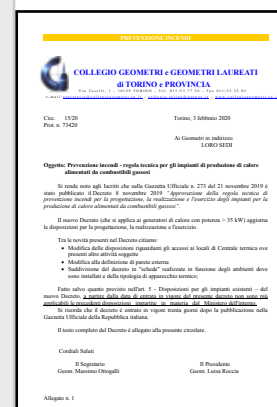 PREVENZIONE INCENDI
COLLEGIO GEOMETRI e GEOMETRI LAUREATI
di TORINO e PROVINCIA
Circ. 15/20
Torino, 3 febbraio 2020
Prot. n. 73420
Ai Geometri in indirizzo
LORO SEDI
Oggetto: Prevenzione incendi - regola tecnica per gli impianti di produzione di calore
alimentati da combustibili gassosi
Si rende noto agli Iscritti che sulla Gazzetta Ufficiale n. 273 del 21 novembre 2019 è
stato pubblicato il Decreto 8 novembre 2019 "Approvazione della regola tecnica di
prevenzione incendi per la progettazione, la realizzazione e l'esercizio degli impianti per la
produzione di calore alimentati da combustibili gassosi".
Il nuovo Decreto (che si applica ai generatori di calore con potenza > 35 kW) aggiorna
le disposizioni per la progettazione, la realizzazione e l'esercizio.
Tra le novità presenti nel Decreto citiamo:
• Modifica delle disposizioni riguardanti gli accessi ai locali di Centrale termica ove
presenti altre attività soggette
• Modifica alla definizione di parete esterna
• Suddivisione del decreto in "schede" realizzate in funzione degli ambienti dove
sono installati e della tipologia di apparecchio termico;
Fatto salvo quanto previsto nell'art. 5 - Disposizioni per gli impianti esistenti – del
nuovo Decreto, a partire dalla data di entrata in vigore del presente decreto non sono più
applicabili le precedenti disposizioni impartite in materia dal Ministero dell'interno.
Si ricorda che il decreto è entrato in vigore trenta giorni dopo la pubblicazione nella
Gazzetta Ufficiale della Repubblica italiana.
Il testo completo del Decreto è allegato alla presente circolare.
Cordiali Saluti
Il Segretario
Il Presidente
Geom. Massimo Ottogalli
Geom. Luisa Roccia
Allegato n. 1